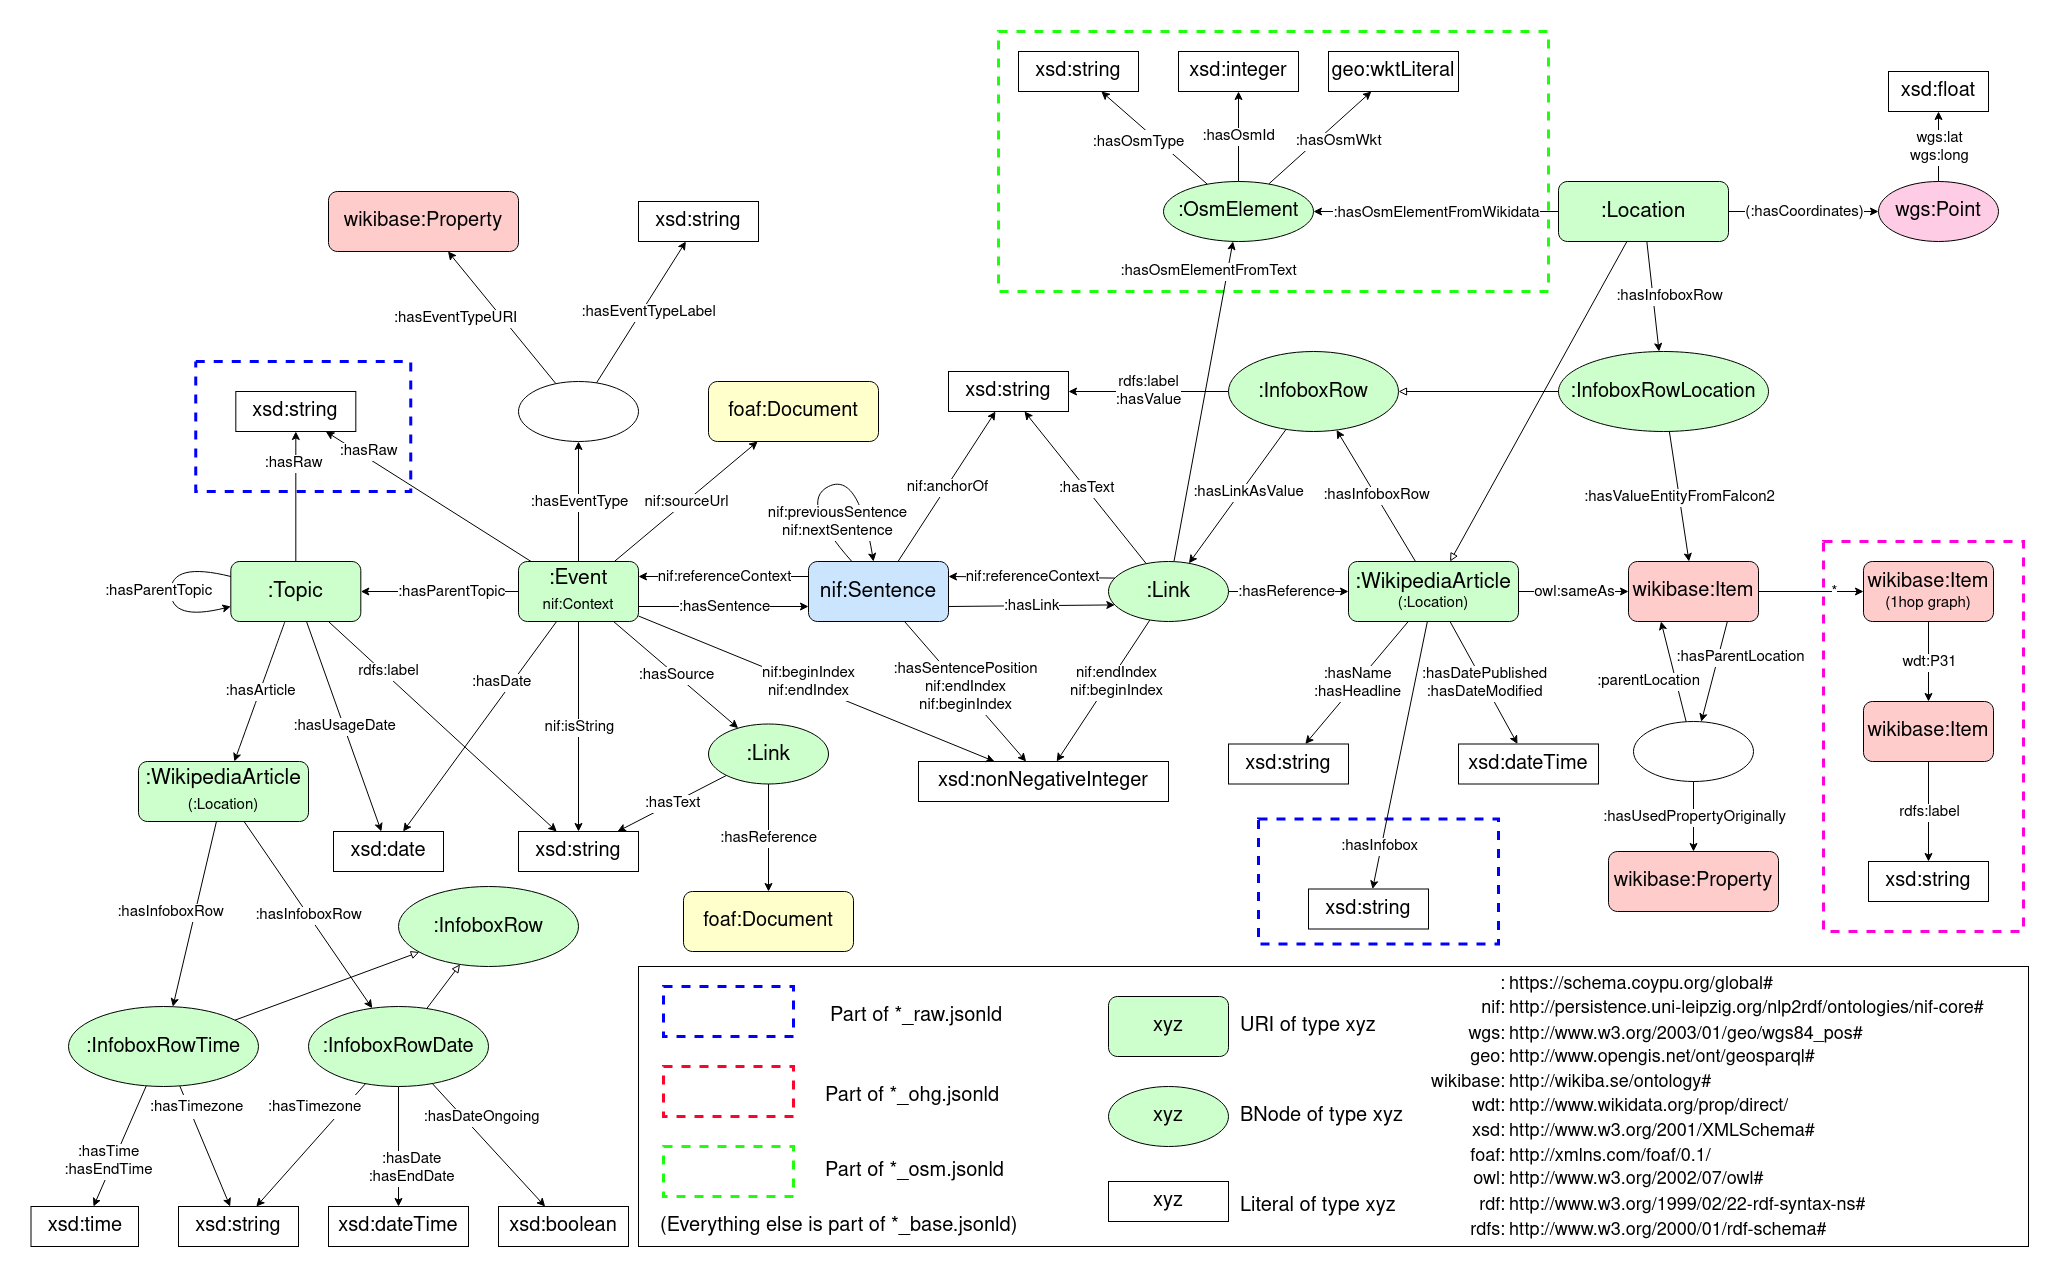 xsd:string
xsd:integer
geo:wktLiteral
xsd:float
:hasOsmType
:hasOsmId
:hasOsmWkt
wgs:lat
wgs:long
wikibase:Property
xsd:string
:OsmElement
:hasOsmElementFromWikidata
:Location
(:hasCoordinates)
wgs:Point
:hasOsmElementFromText
:hasEventTypeURI
:hasEventTypeLabel
:hasInfoboxRow
xsd:string
:hasRaw
:hasRaw
foaf:Document
xsd:string
rdfs:label
:hasValue
:InfoboxRow
:InfoboxRowLocation
:hasEventType
nif:sourceUrl
nif:previousSentence
nif:nextSentence
nif:anchorOf
:hasText
:hasLinkAsValue
:hasInfoboxRow
:hasValueEntityFromFalcon2
:hasParentTopic
:Topic
:hasParentTopic
:Event
nif:Context
nif:referenceContext
:hasSentence
nif:Sentence
nif:referenceContext
:hasLink
:Link
:hasReference
:WikipediaArticle
(:Location)
owl:sameAs
wikibase:Item
*
wikibase:Item
(1hop graph)
:hasArticle
:hasUsageDate
rdfs:label
:hasDate
nif:isString
:hasSource
nif:beginIndex
nif:endIndex
:hasSentencePosition
nif:endIndex
nif:beginIndex
nif:endIndex
nif:beginIndex
:hasName
:hasHeadline
:hasDatePublished
:hasDateModified
:hasParentLocation
:parentLocation
wdt:P31
wikibase:Item
:WikipediaArticle
(:Location)
:Link
xsd:nonNegativeInteger
xsd:string
xsd:dateTime
:hasText
:hasReference
:hasUsedPropertyOriginally
rdfs:label
xsd:date
xsd:string
:hasInfobox
xsd:string
wikibase:Property
xsd:string
:hasInfoboxRow
:hasInfoboxRow
:InfoboxRow
foaf:Document
:InfoboxRowTime
:InfoboxRowDate
:hasTimezone
:hasTimezone
:hasDateOngoing
:hasTime
:hasEndTime
:hasDate
:hasEndDate
xsd:time
xsd:string
xsd:dateTime
xsd:boolean
Part of *_raw.jsonld
Part of *_ohg.jsonld
Part of *_osm.jsonld
(Everything else is part of *_base.jsonld)
xyz
URI of type xyz
xyz
BNode of type xyz
xyz
Literal of type xyz
: https://schema.coypu.org/global#
nif: http://persistence.uni-leipzig.org/nlp2rdf/ontologies/nif-core#
wgs: http://www.w3.org/2003/01/geo/wgs84_pos#
geo: http://www.opengis.net/ont/geosparql#
wikibase: http://wikiba.se/ontology#
wdt: http://www.wikidata.org/prop/direct/
xsd: http://www.w3.org/2001/XMLSchema#
foaf: http://xmlns.com/foaf/0.1/
owl: http://www.w3.org/2002/07/owl#
rdf: http://www.w3.org/1999/02/22-rdf-syntax-ns#
rdfs: http://www.w3.org/2000/01/rdf-schema#